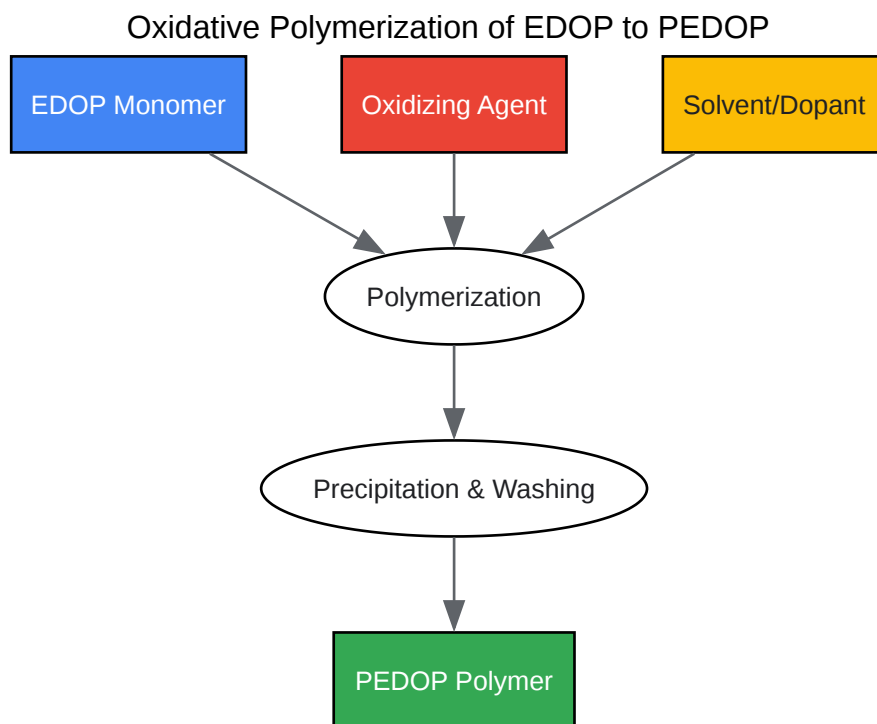 Oxidative Polymerization of EDOP to PEDOP
EDOP Monomer
Oxidizing Agent
Solvent/Dopant
Polymerization
Precipitation & Washing
PEDOP Polymer